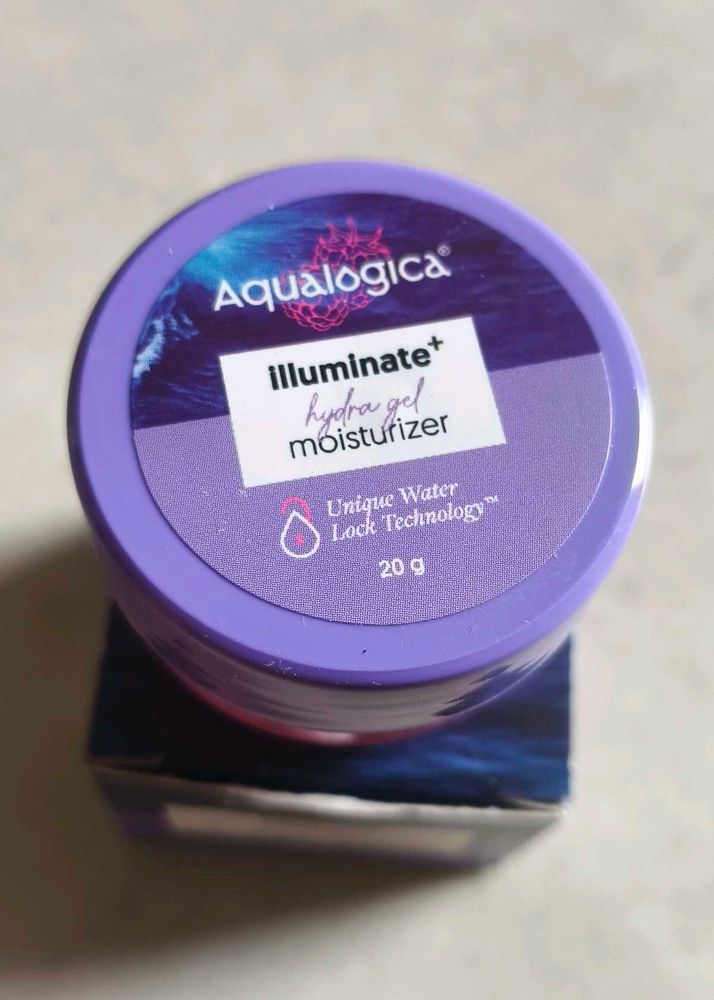 Aqualogica®
illuminate+
hydra gel
moisturizer
Unique Water
Lock Technology™
20 g